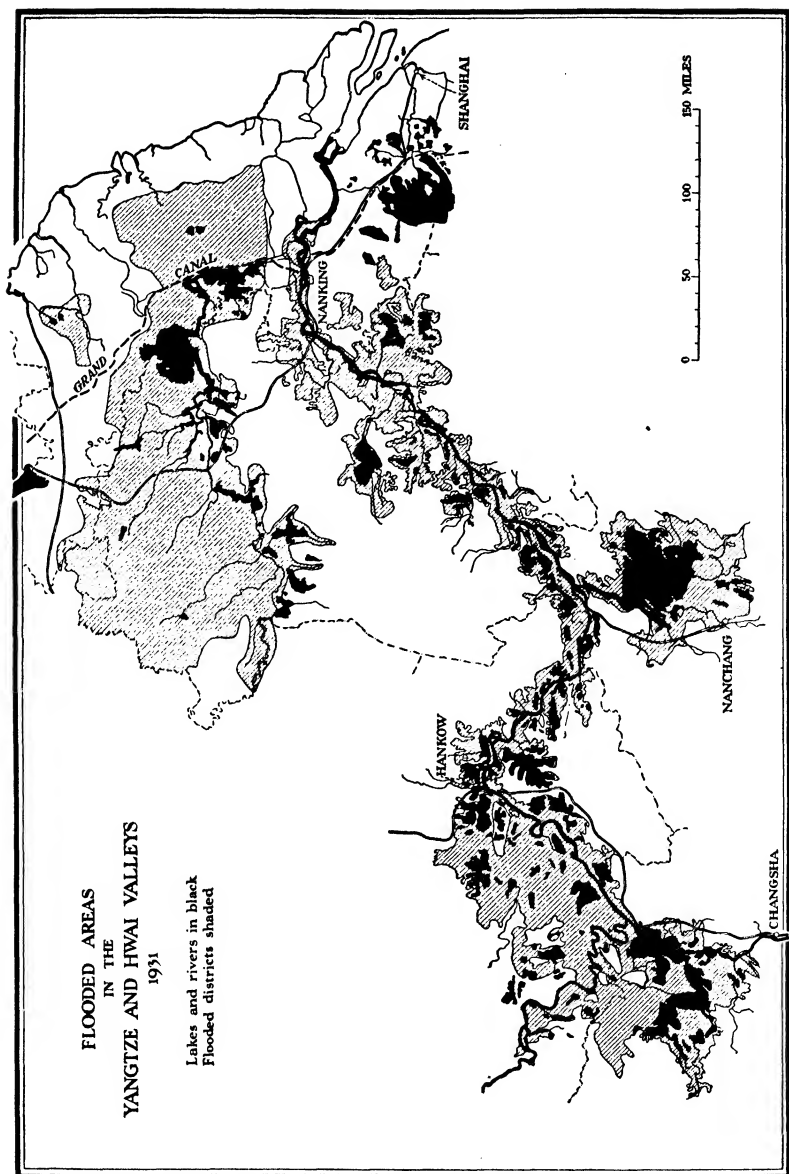 FLOODED AREAS
IN THE
YANGTZE AND HWAI VALLEYS
1931
Lakes and rivers in black
Flooded districts shaded
GRAND CANAL
SHANGHAI
NANKING
HANKOW
NANCHANG
CHANGSHA
0 50 100 150 MILES